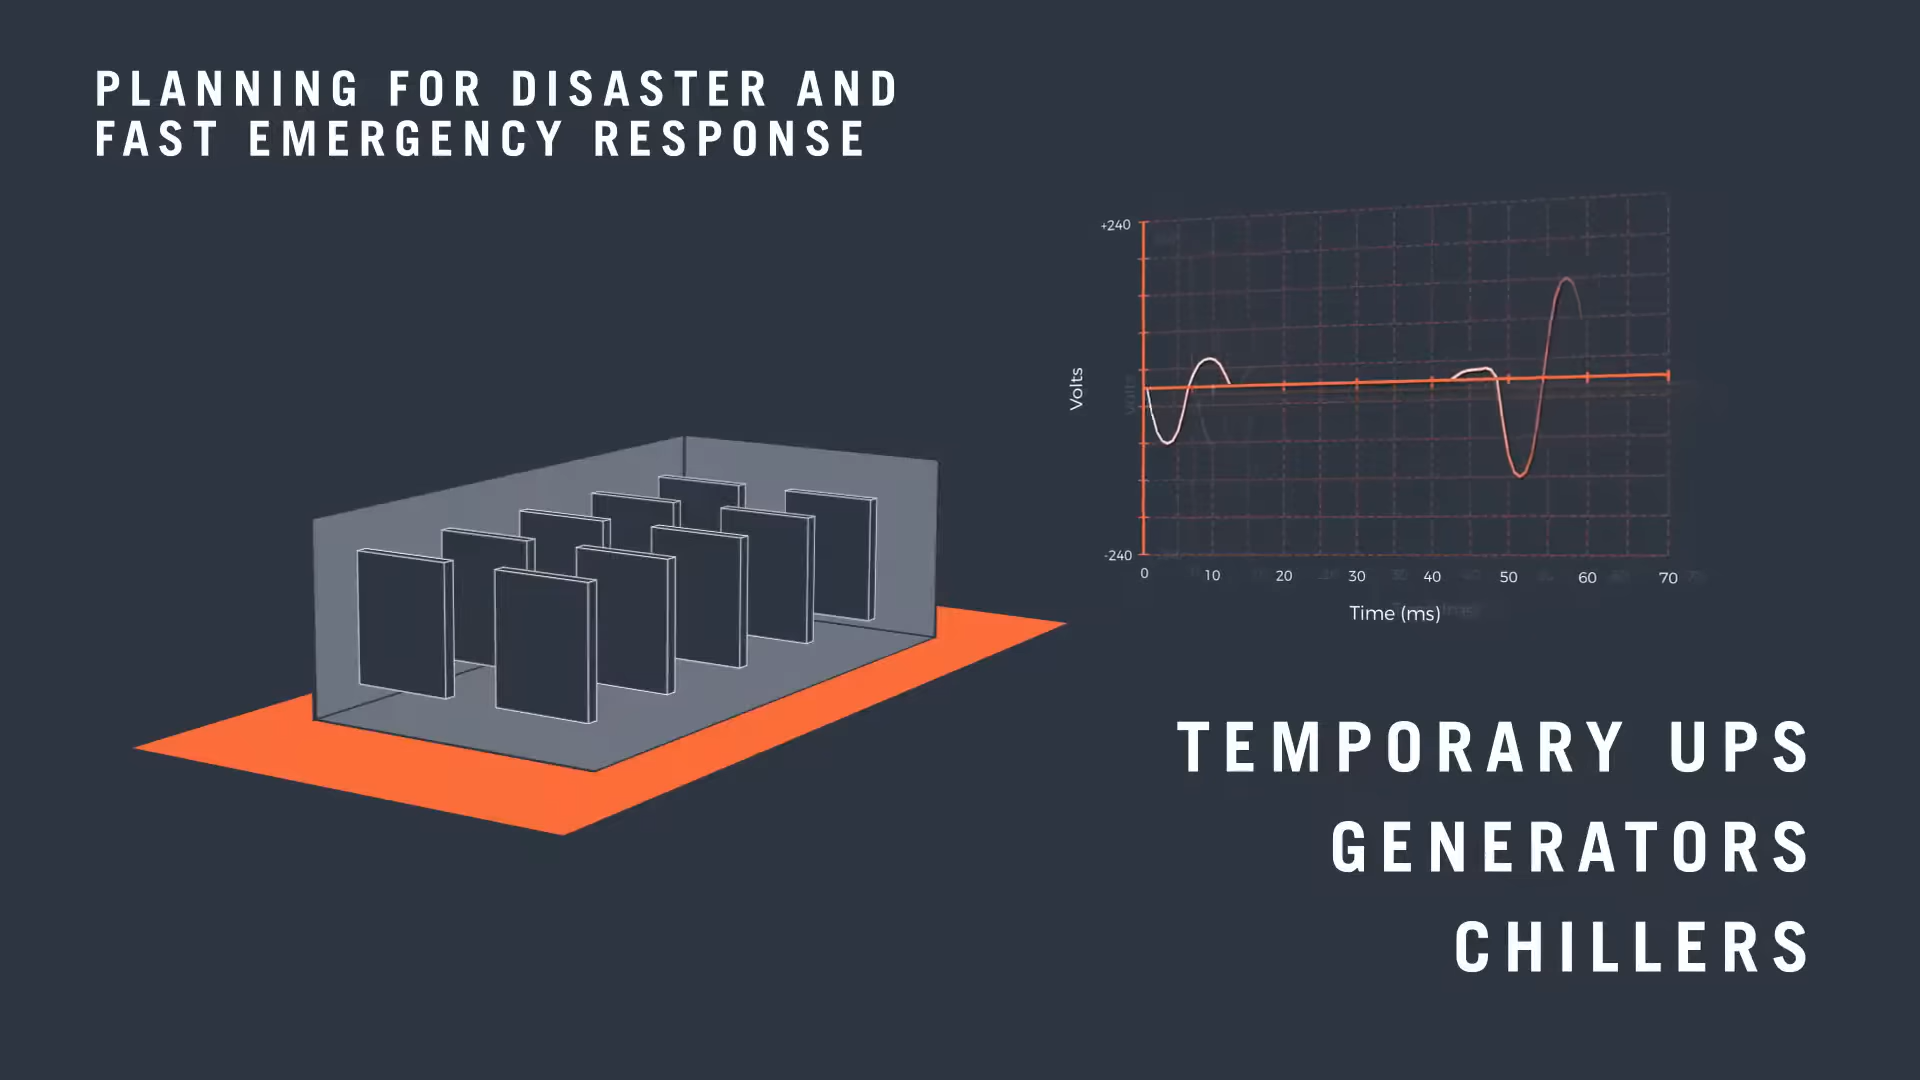 PLANNING FOR DISASTER AND
FAST EMERGENCY RESPONSE
+240
Volts
-240
0 10 20 30 40 50 60 70
Time (ms)
TEMPORARY UPS
GENERATORS
CHILLERS